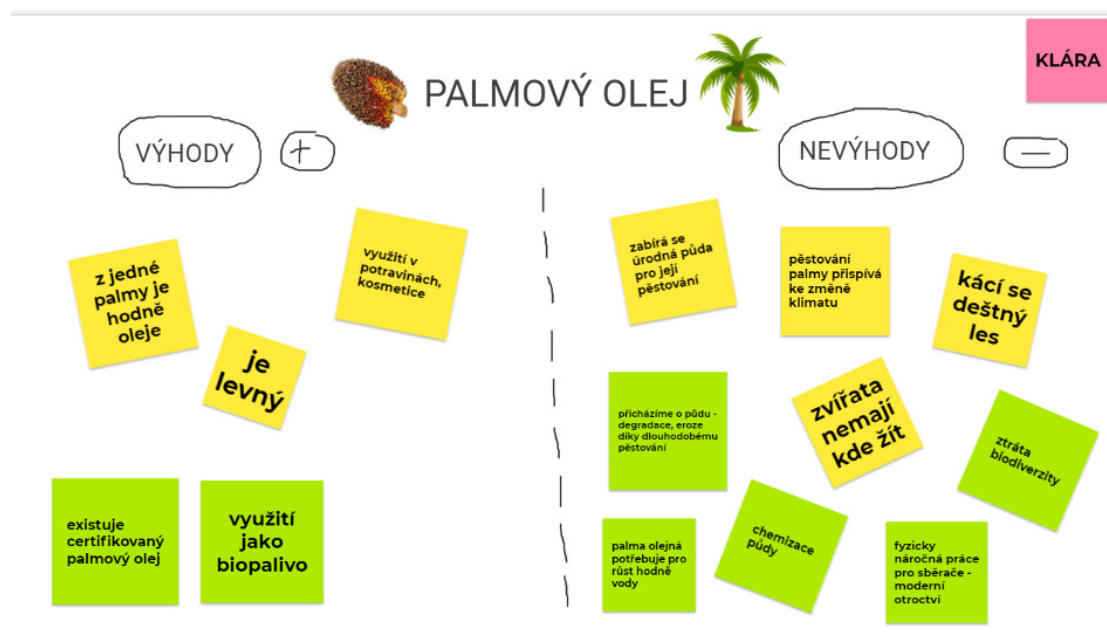 KLÁRA
PALMOVÝ OLEJ
VÝHODY
+
NEVÝHODY
—
z jedné
palmy je
hodně
oleje
využití v
potravinách,
kosmetice
je
levný
existuje
certifikovaný
palmový olej
využití
jako
biopalivo
zabírá se
úrodná půda
pro její
pěstování
pěstování
palmy přispívá
ke změně
klimatu
kácí se
deštný
les
přicházíme o půdu -
degradace, eroze
díky dlouhodobému
pěstování
zvířata
nemají
kde žít
ztráta
biodiverzity
palma olejná
potřebuje pro
růst hodně
vody
chemizace
půdy
fyzicky
náročná práce
pro sběrače -
moderní
otroctví